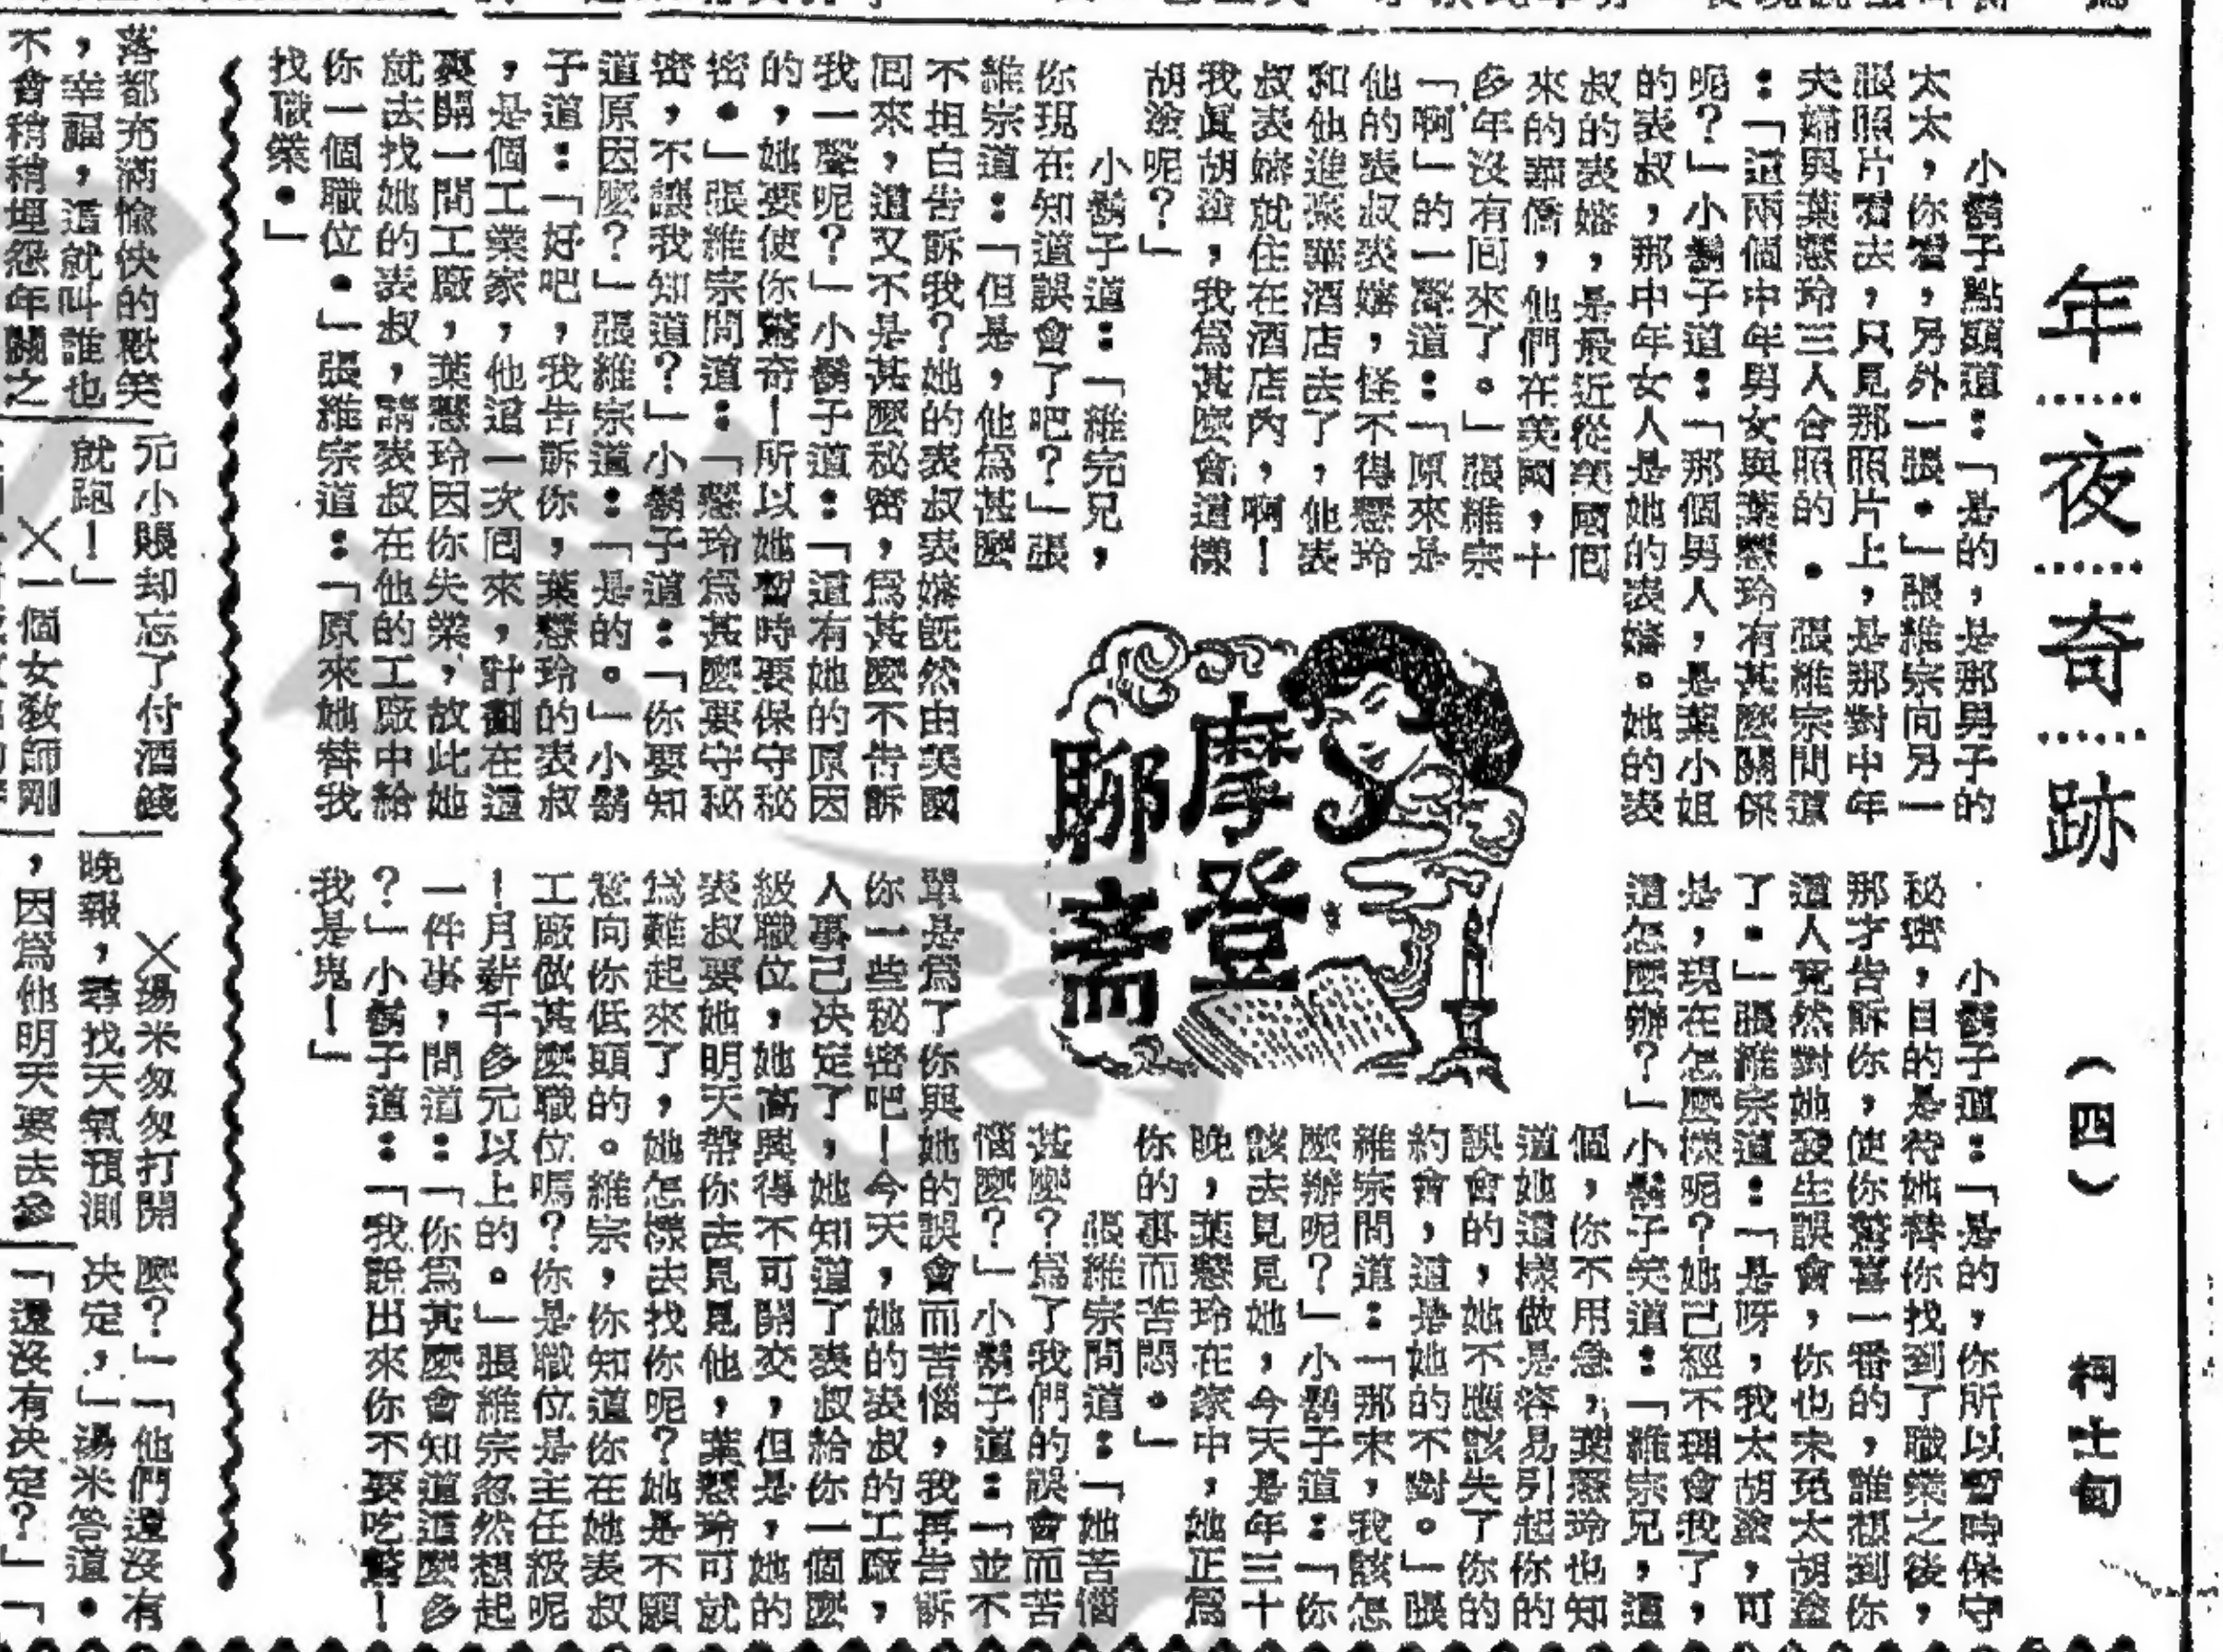 年夜奇跡
（四）
小鬍子點頭道：「是的，是那男子的
太太，你看，另外一張．」張維宗向另一
張照片看去，只見那照片上，是那對中年
夫婦與葉慧玲三人合照的．張維宗問道
：「這兩個中年男女與葉慧玲有甚麼關係
呢？」小鬍子道：「那個男人，是葉小姐
的表叔，那中年女人是她的表嬸。她的表
叔的表嬸，是最近從美國回
來的華僑，他們在美國，十
多年沒有回來了。」張維宗
「啊」的一聲道：「原來是
他的表叔表嬸，怪不得慧玲
和他進萊華酒店去了，他表
叔表嬸就住在酒店內，啊！
我眞胡塗，我爲甚麼會這樣
胡塗呢？」
小鬍子道：「維宗兄，
你現在知道誤會了吧？」張
維宗道：「但是，他爲甚麼
不坦白告訴我？她的表叔表嬸旣然由美國
回來，這又不是甚麼秘密，爲甚麼不告訴
我一聲呢？」小鬍子道：「這有她的原因
的，她要使你驚奇！所以她暫時要保守秘
密．」張維宗問道：「慧玲爲甚麼要守秘
密，不讓我知道？」小鬍子道：「你要知
道原因麼？」張維宗道：「是的。」小鬍
子道：「好吧，我告訴你，葉慧玲的表叔
，是個工業家，他這一次回來，計劃在這
裏開一間工廠，葉慧玲因你失業，故此她
就去找她的表叔，請表叔在他的工廠中給
你一個職位．」張維宗道：「原來她替我
找職業．」
小鬍子道：「是的，你所以暫時保守
秘密，目的是待她替你找到了職業之後，
那才告訴你，使你驚喜一番的，誰想到你
這人竟然對她發生誤會，你也未免太胡塗
了．」張維宗道：「是呀，我太胡塗，可
是，現在怎麼樣呢？她已經不理會我了，
這怎麼辦？」小鬍子笑道：「維宗兄，這
個，你不用急，葉慧玲也知
道她這樣做是容易引起你的
誤會的，她不應該失了你的
約會，這是她的不對。」張
維宗問道：「那末，我該怎
麼辦呢？」小鬍子道：「你
該去見見她，今天是年三十
晚，葉慧玲在家中，她正爲
你的事而苦悶．」
張維宗問道：「她苦惱
甚麼？爲了我們的誤會而苦
惱麼？」小鬍子道：「並不
單是爲了你與她的誤會而苦惱，我再告訴
你一些秘密吧！今天，她的表叔的工廠，
人事已决定了，她知道了表叔給你一個麼
級職位，她高興得不可開交，但是，她的
表叔要她明天帶你去見見他，葉慧玲可就
爲難起來了，她怎樣去找你呢？她是不願
意向你低頭的。維宗，你知道你在她表叔
工廠做甚麼職位嗎？你是職位是主任級呢
！月薪千多元以上的。」張維宗忽然想起
一件事，問道：「你爲甚麼會知道這麼多
？」小鬍子道：「我說出來你不要吃驚！
我是鬼！」
摩登
聊齋
落都充滿愉快的歡笑
，幸福，這就叫誰也
不會稍稍埋怨年關之
元小賬却忘了付酒錢
就跑！」
╳一個女教師剛
╳湯米匆匆打開
晚報，尋找天氣預測
，因爲他明天要去參
麼？」「他們還沒有
决定，」湯米答道．
「還沒有决定？」「